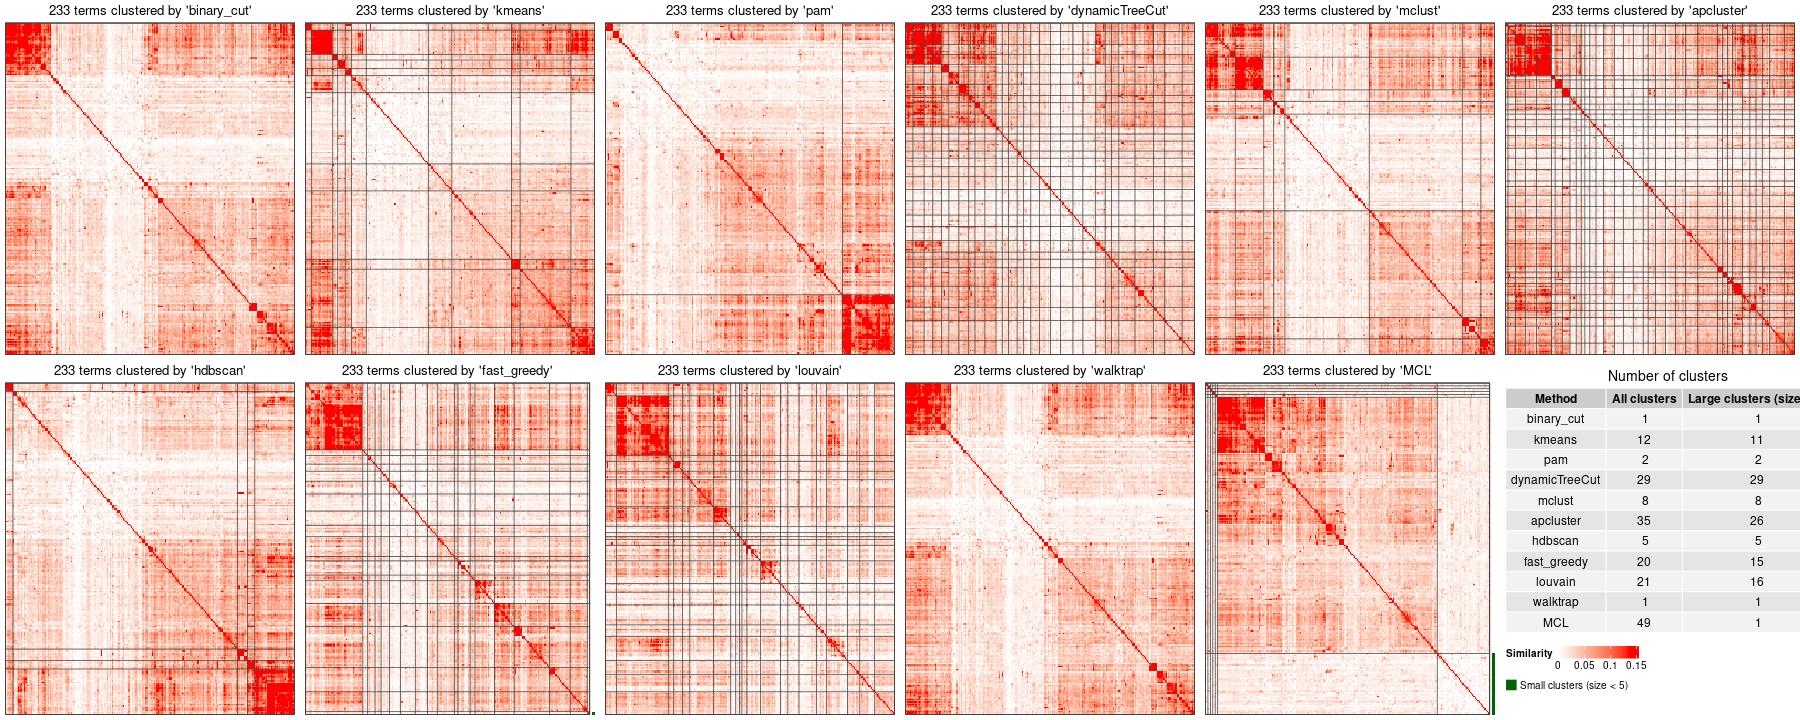 233 terms clustered by 'binary_cut'
233 terms clustered by 'kmeans'
233 terms clustered by 'pam'
233 terms clustered by 'dynamicTreeCut'
233 terms clustered by 'mclust'
233 terms clustered by 'apcluster'
233 terms clustered by 'hdbscan'
233 terms clustered by 'fast_greedy'
233 terms clustered by 'louvain'
233 terms clustered by 'walktrap'
233 terms clustered by 'MCL'
Number of clusters
Method All clusters Large clusters (size
binary_cut 1 1
kmeans 12 11
pam 2 2
dynamicTreeCut 29 29
mclust 8 8
apcluster 35 26
hdbscan 5 5
fast_greedy 20 15
louvain 21 16
walktrap 1 1
MCL 49 1
Similarity
0 0.05 0.1 0.15
Small clusters (size < 5)